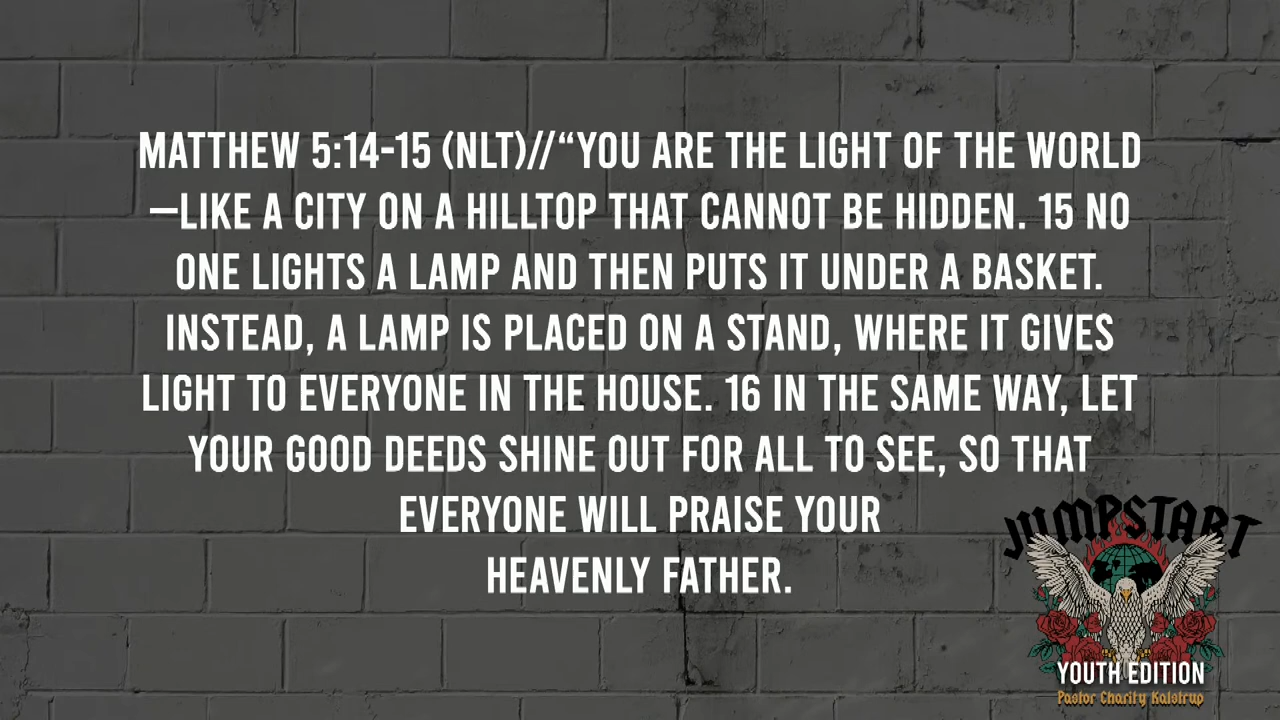 MATTHEW 5:14-15 (NLT)//“YOU ARE THE LIGHT OF THE WORLD
—LIKE A CITY ON A HILLTOP THAT CANNOT BE HIDDEN. 15 NO
ONE LIGHTS A LAMP AND THEN PUTS IT UNDER A BASKET.
INSTEAD, A LAMP IS PLACED ON A STAND, WHERE IT GIVES
LIGHT TO EVERYONE IN THE HOUSE. 16 IN THE SAME WAY, LET
YOUR GOOD DEEDS SHINE OUT FOR ALL TO SEE, SO THAT
EVERYONE WILL PRAISE YOUR
HEAVENLY FATHER.
JUMPSTART
YOUTH EDITION
Pastor Charity Kalstrup